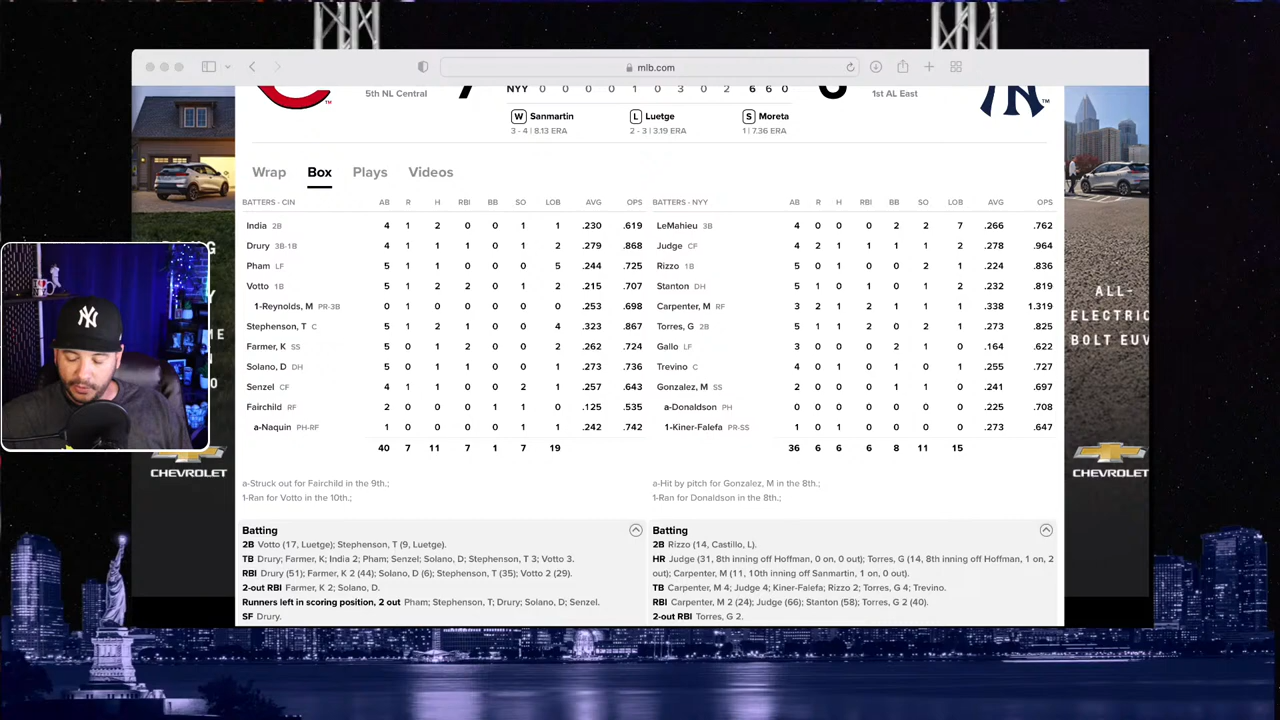 mlb.com
5th NL Central
7
NYY 0 0 0 0 1 0 3 0 2 6 6 0
6
1st AL East
W Sanmartin
3 - 4 | 8.13 ERA
L Luetge
2 - 3 | 3.19 ERA
S Moreta
1 | 7.36 ERA
Wrap Box Plays Videos
BATTERS - CIN AB R H RBI BB SO LOB AVG OPS
India 2B 4 1 2 0 0 1 1 .230 .619
Drury 3B-1B 4 1 1 1 0 1 2 .279 .868
Pham LF 5 1 1 0 0 0 5 .244 .725
Votto 1B 5 1 2 2 0 1 2 .215 .707
1-Reynolds, M PR-3B 0 1 0 0 0 0 0 .253 .698
Stephenson, T C 5 1 2 1 0 0 4 .323 .867
Farmer, K SS 5 0 1 2 0 0 2 .262 .724
Solano, D DH 5 0 1 1 0 0 2 .273 .736
Senzel CF 4 1 1 0 0 2 0 .257 .643
Fairchild RF 2 0 0 0 1 1 0 .125 .535
a-Naquin PH-RF 1 0 0 0 0 1 1 .242 .742
40 7 11 7 1 7 19
a-Struck out for Fairchild in the 9th.;
1-Ran for Votto in the 10th.;
Batting
2B Votto (17, Luetge); Stephenson, T (9, Luetge).
TB Drury; Farmer, K; India 2; Pham; Senzel; Solano, D; Stephenson, T 3; Votto 3.
RBI Drury (51); Farmer, K 2 (44); Solano, D (6); Stephenson, T (35); Votto 2 (29).
2-out RBI Farmer, K 2; Solano, D.
Runners left in scoring position, 2 out Pham; Stephenson, T; Drury; Solano, D; Senzel.
SF Drury.
BATTERS - NYY AB R H RBI BB SO LOB AVG OPS
LeMahieu 3B 4 0 0 0 2 2 7 .266 .762
Judge CF 4 2 1 1 1 1 2 .278 .964
Rizzo 1B 5 0 1 0 0 2 1 .224 .836
Stanton DH 5 1 0 1 0 1 2 .232 .819
Carpenter, M RF 3 2 1 2 1 1 1 .338 1.319
Torres, G 2B 5 1 1 2 0 2 1 .273 .825
Gallo LF 3 0 0 0 2 1 0 .164 .622
Trevino C 4 0 1 0 0 0 1 .255 .727
Gonzalez, M SS 2 0 0 0 1 1 0 .241 .697
a-Donaldson PH 0 0 0 0 0 0 0 .225 .708
1-Kiner-Falefa PR-SS 1 0 1 0 1 0 0 .273 .647
36 6 6 6 8 11 15
a-Hit by pitch for Gonzalez, M in the 8th.;
1-Ran for Donaldson in the 8th.;
Batting
2B Rizzo (14, Castillo, L).
HR Judge (31, 8th inning off Hoffman, 0 on, 0 out); Torres, G (14, 8th inning off Hoffman, 1 on, 2
out); Carpenter, M (11, 10th inning off Sanmartin, 1 on, 0 out).
TB Carpenter, M 4; Judge 4; Kiner-Falefa; Rizzo 2; Torres, G 4; Trevino.
RBI Carpenter, M 2 (24); Judge (66); Stanton (58); Torres, G 2 (40).
2-out RBI Torres, G 2.
CHEVROLET
ALL-
ELECTRIC
BOLT EUV
CHEVROLET